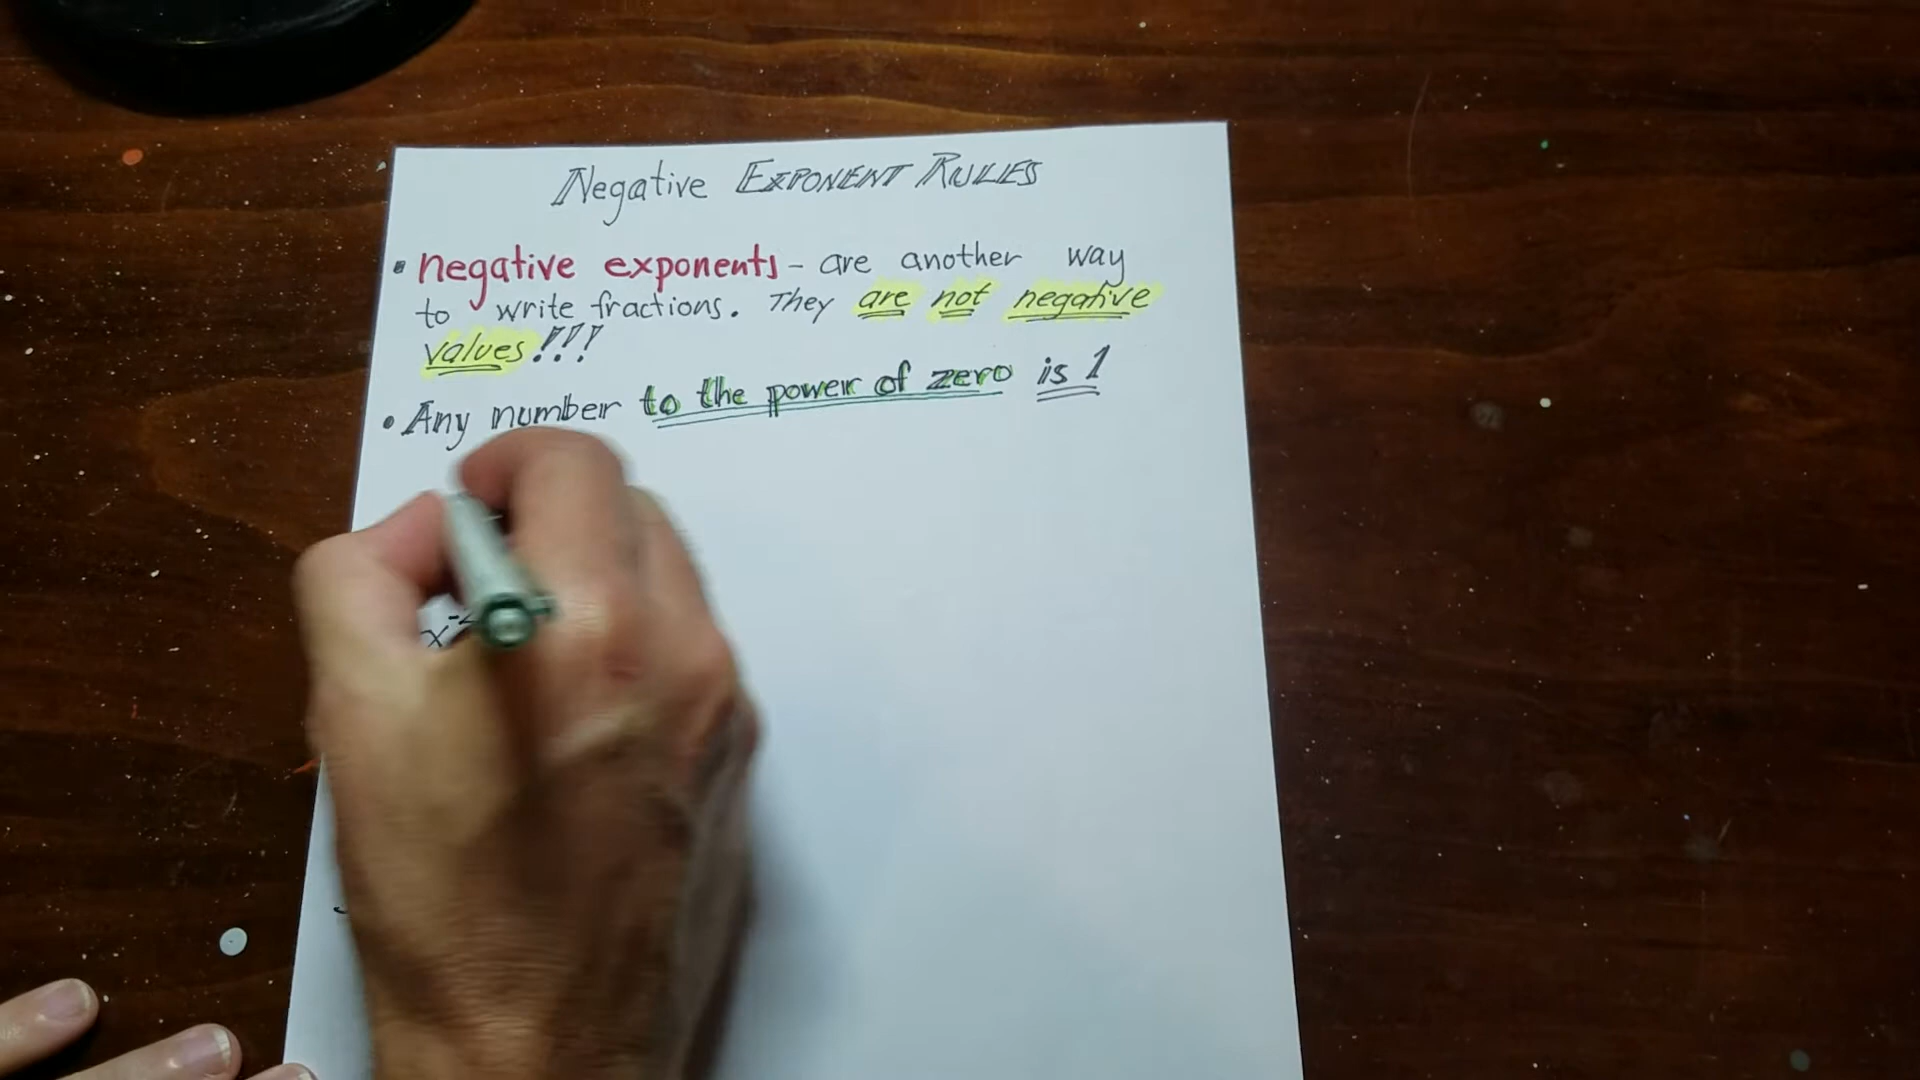 Negative EXPONENT RULES
▪ negative exponents - are another way
to write fractions. They are not negative
values!!!
• Any number to the power of zero is 1